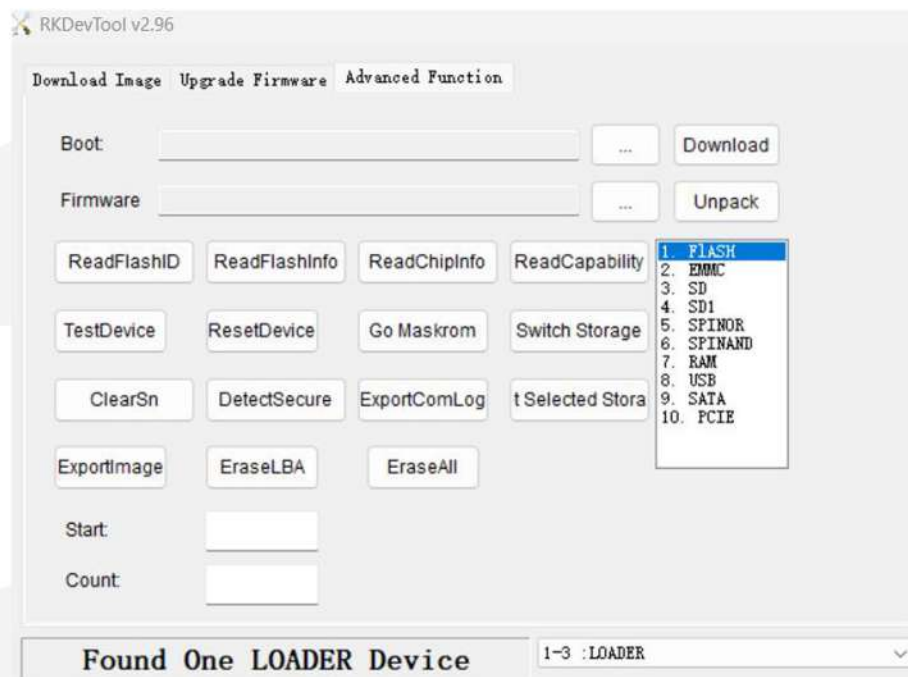 RKDevTool v2.96
Download Image Upgrade Firmware Advanced Function
Boot:
... Download
Firmware
... Unpack
ReadFlashID ReadFlashInfo ReadChipInfo ReadCapability
TestDevice ResetDevice Go Maskrom Switch Storage
ClearSn DetectSecure ExportComLog t Selected Stora
ExportImage EraseLBA EraseAll
1. FlASH
2. EMMC
3. SD
4. SD1
5. SPINOR
6. SPINAND
7. RAM
8. USB
9. SATA
10. PCIE
Start:
Count:
Found One LOADER Device
1-3 :LOADER